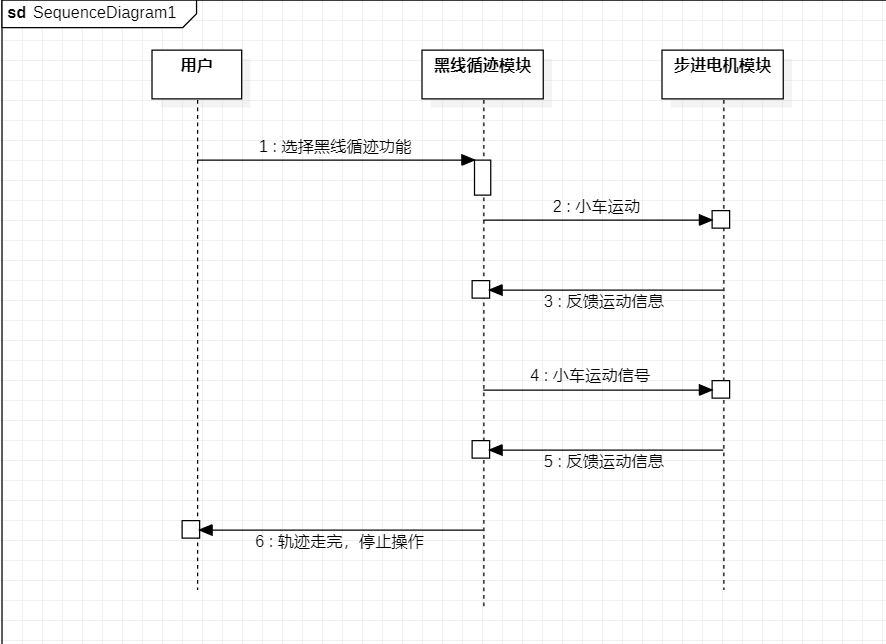 sd SequenceDiagram1
用户
黑线循迹模块
步进电机模块
1 : 选择黑线循迹功能
2 : 小车运动
3 : 反馈运动信息
4 : 小车运动信号
5 : 反馈运动信息
6 : 轨迹走完，停止操作